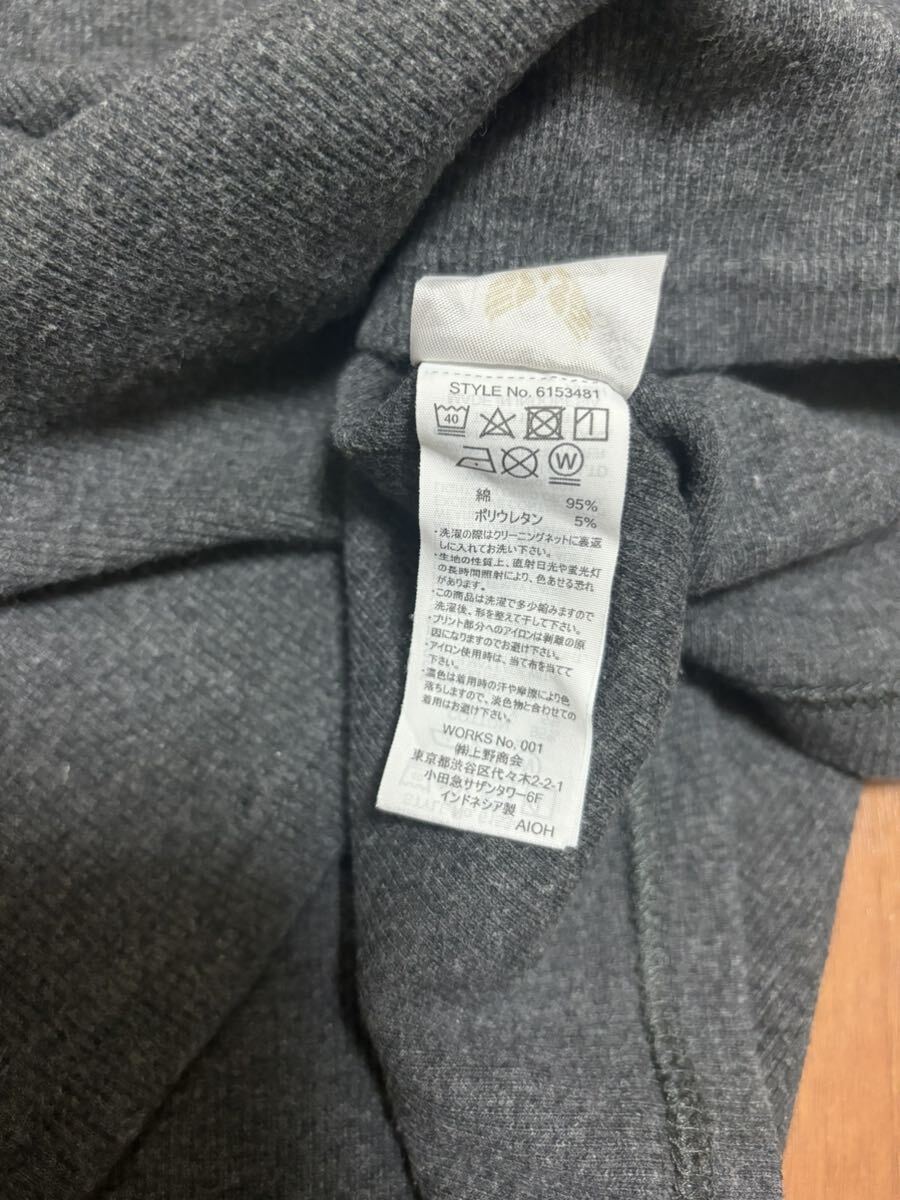 STYLE No. 6153481
40
W
綿 95%
ポリウレタン 5%
・洗濯の際はクリーニングネットに裏返
しに入れてお洗い下さい。
・生地の性質上、直射日光や蛍光灯
の長時間照射により、色あせる恐れ
があります。
・この商品は洗濯で多少縮みますので
洗濯後、形を整えて干して下さい。
・プリント部分へのアイロンは剥離の原
因になりますのでお避け下さい。
・アイロン使用時は、当て布を当てて
下さい。
・濃色は着用時の汗や摩擦により色
落ちしますので、淡色物と合わせての
着用はお避け下さい。
WORKS No. 001
㈱上野商会
東京都渋谷区代々木2-2-1
小田急サザンタワー6F
インドネシア製
AIOH